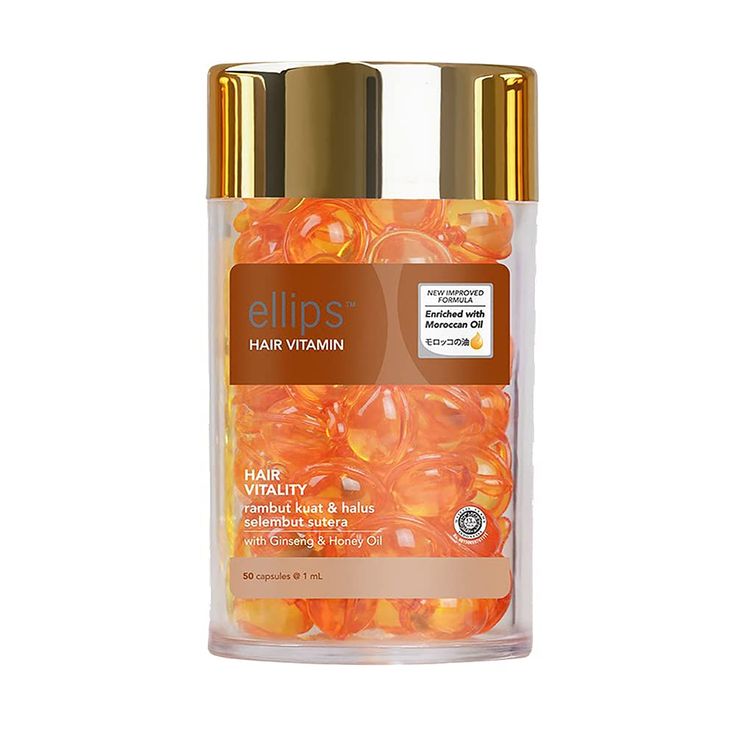 ellips™
HAIR VITAMIN
NEW IMPROVED
FORMULA
Enriched with
Moroccan Oil
モロッコの油
HAIR
VITALITY
rambut kuat & halus
selembut sutera
with Ginseng & Honey Oil
50 capsules @ 1 mL